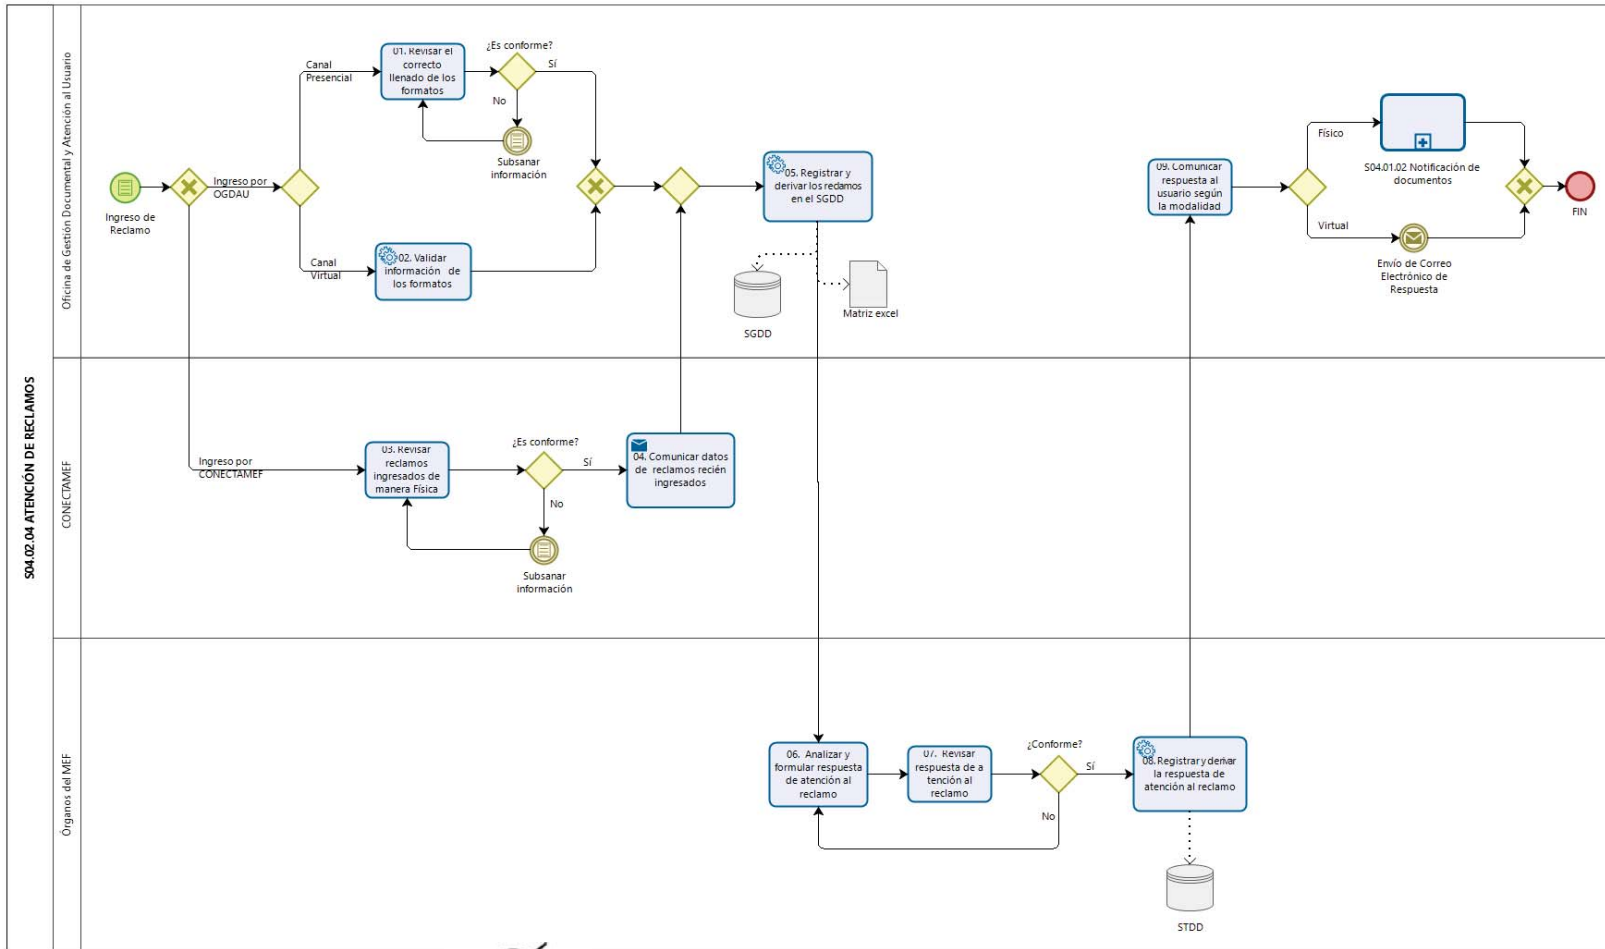 S04.02.04 ATENCIÓN DE RECLAMOS
Oficina de Gestión Documental y Atención al Usuario
Ingreso de
Reclamo
Ingreso por
OGDAU
Canal
Presencial
01. Revisar el
correcto
llenado de los
formatos
¿Es conforme?
Sí
No
Subsanar
información
Canal
Virtual
02. Validar
información de
los formatos
05. Registrar y
derivar los reclamos
en el SGDD
SGDD
Matriz excel
09. Comunicar
respuesta al
usuario según
la modalidad
Físico
S04.01.02 Notificación de
documentos
Virtual
Envío de Correo
Electrónico de
Respuesta
FIN
CONECTAMEF
Ingreso por
CONECTAMEF
03. Revisar
reclamos
ingresados de
manera Física
¿Es conforme?
Sí
No
Subsanar
información
04. Comunicar datos
de reclamos recién
ingresados
Órganos del MEF
06. Analizar y
formular respuesta
de atención al
reclamo
07. Revisar
respuesta de a
tención al
reclamo
¿Conforme?
Sí
No
08. Registrar y derivar
la respuesta de
atención al reclamo
STDD